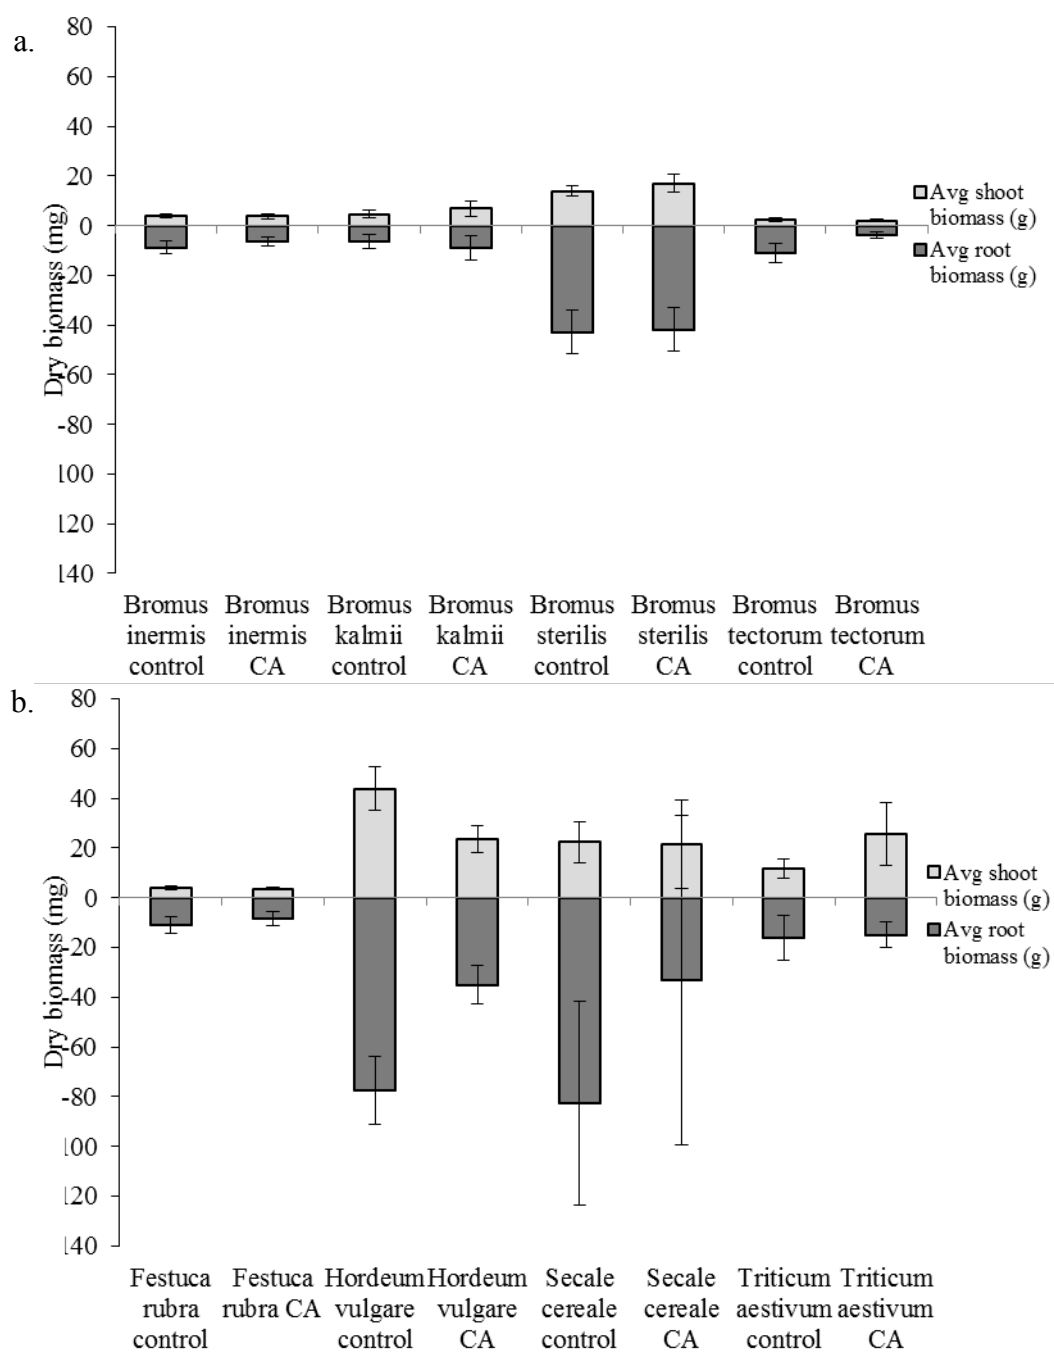 a.
80
60
40
20
0
-20
-40
-60
-80
100
120
140
Dry biomass (mg)
Avg shoot
biomass (g)
Avg root
biomass (g)
Bromus
inermis
control
Bromus
inermis
CA
Bromus
kalmii
control
Bromus
kalmii
CA
Bromus
sterilis
control
Bromus
sterilis
CA
Bromus
tectorum
control
Bromus
tectorum
CA
b.
80
60
40
20
0
-20
-40
-60
-80
100
120
140
Dry biomass (mg)
Avg shoot
biomass (g)
Avg root
biomass (g)
Festuca
rubra
control
Festuca
rubra CA
Hordeum
vulgare
control
Hordeum
vulgare
CA
Secale
cereale
control
Secale
cereale
CA
Triticum
aestivum
control
Triticum
aestivum
CA